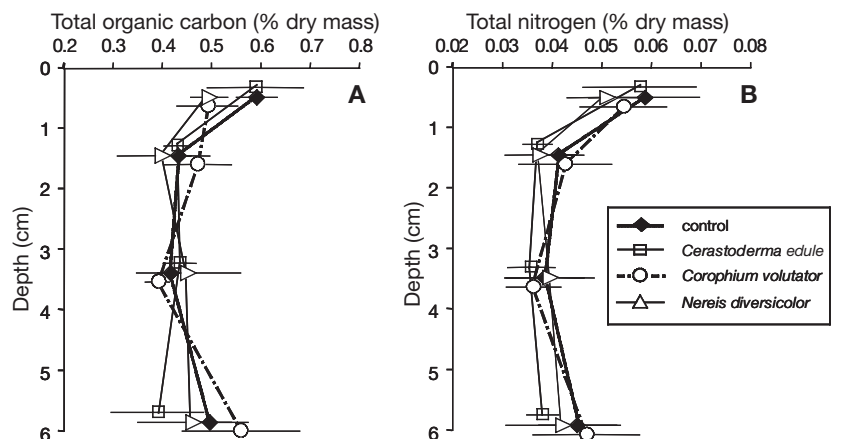 Total organic carbon (% dry mass)
0.2 0.3 0.4 0.5 0.6 0.7 0.8
0
1
2
3
4
5
6
Depth (cm)
A
Total nitrogen (% dry mass)
0.02 0.03 0.04 0.05 0.06 0.07 0.08
0
1
2
3
4
5
6
Depth (cm)
B
control
Cerastoderma edule
Corophium volutator
Nereis diversicolor